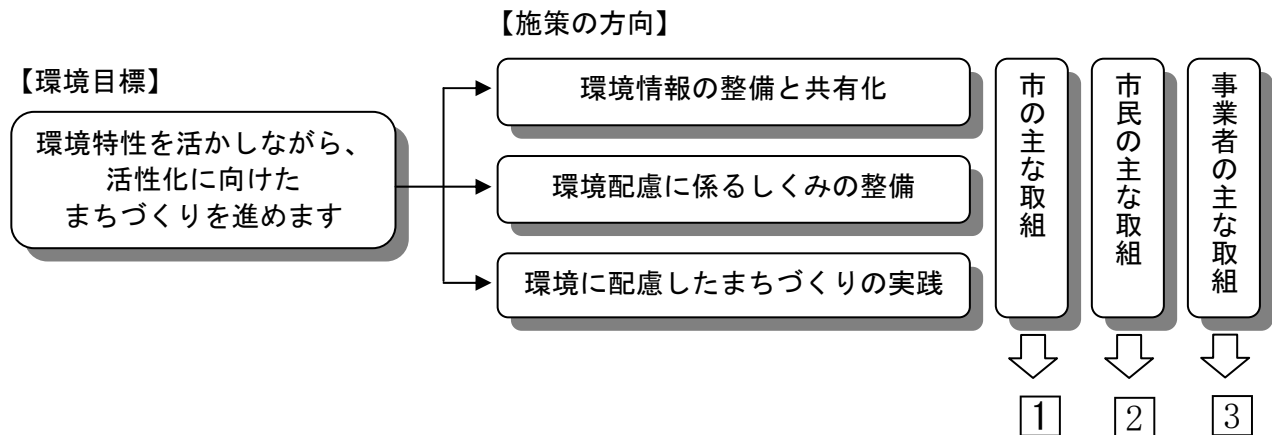 【施策の方向】
【環境目標】
環境特性を活かしながら、
活性化に向けた
まちづくりを進めます
環境情報の整備と共有化
環境配慮に係るしくみの整備
環境に配慮したまちづくりの実践
市の主な取組
市民の主な取組
事業者の主な取組
1
2
3